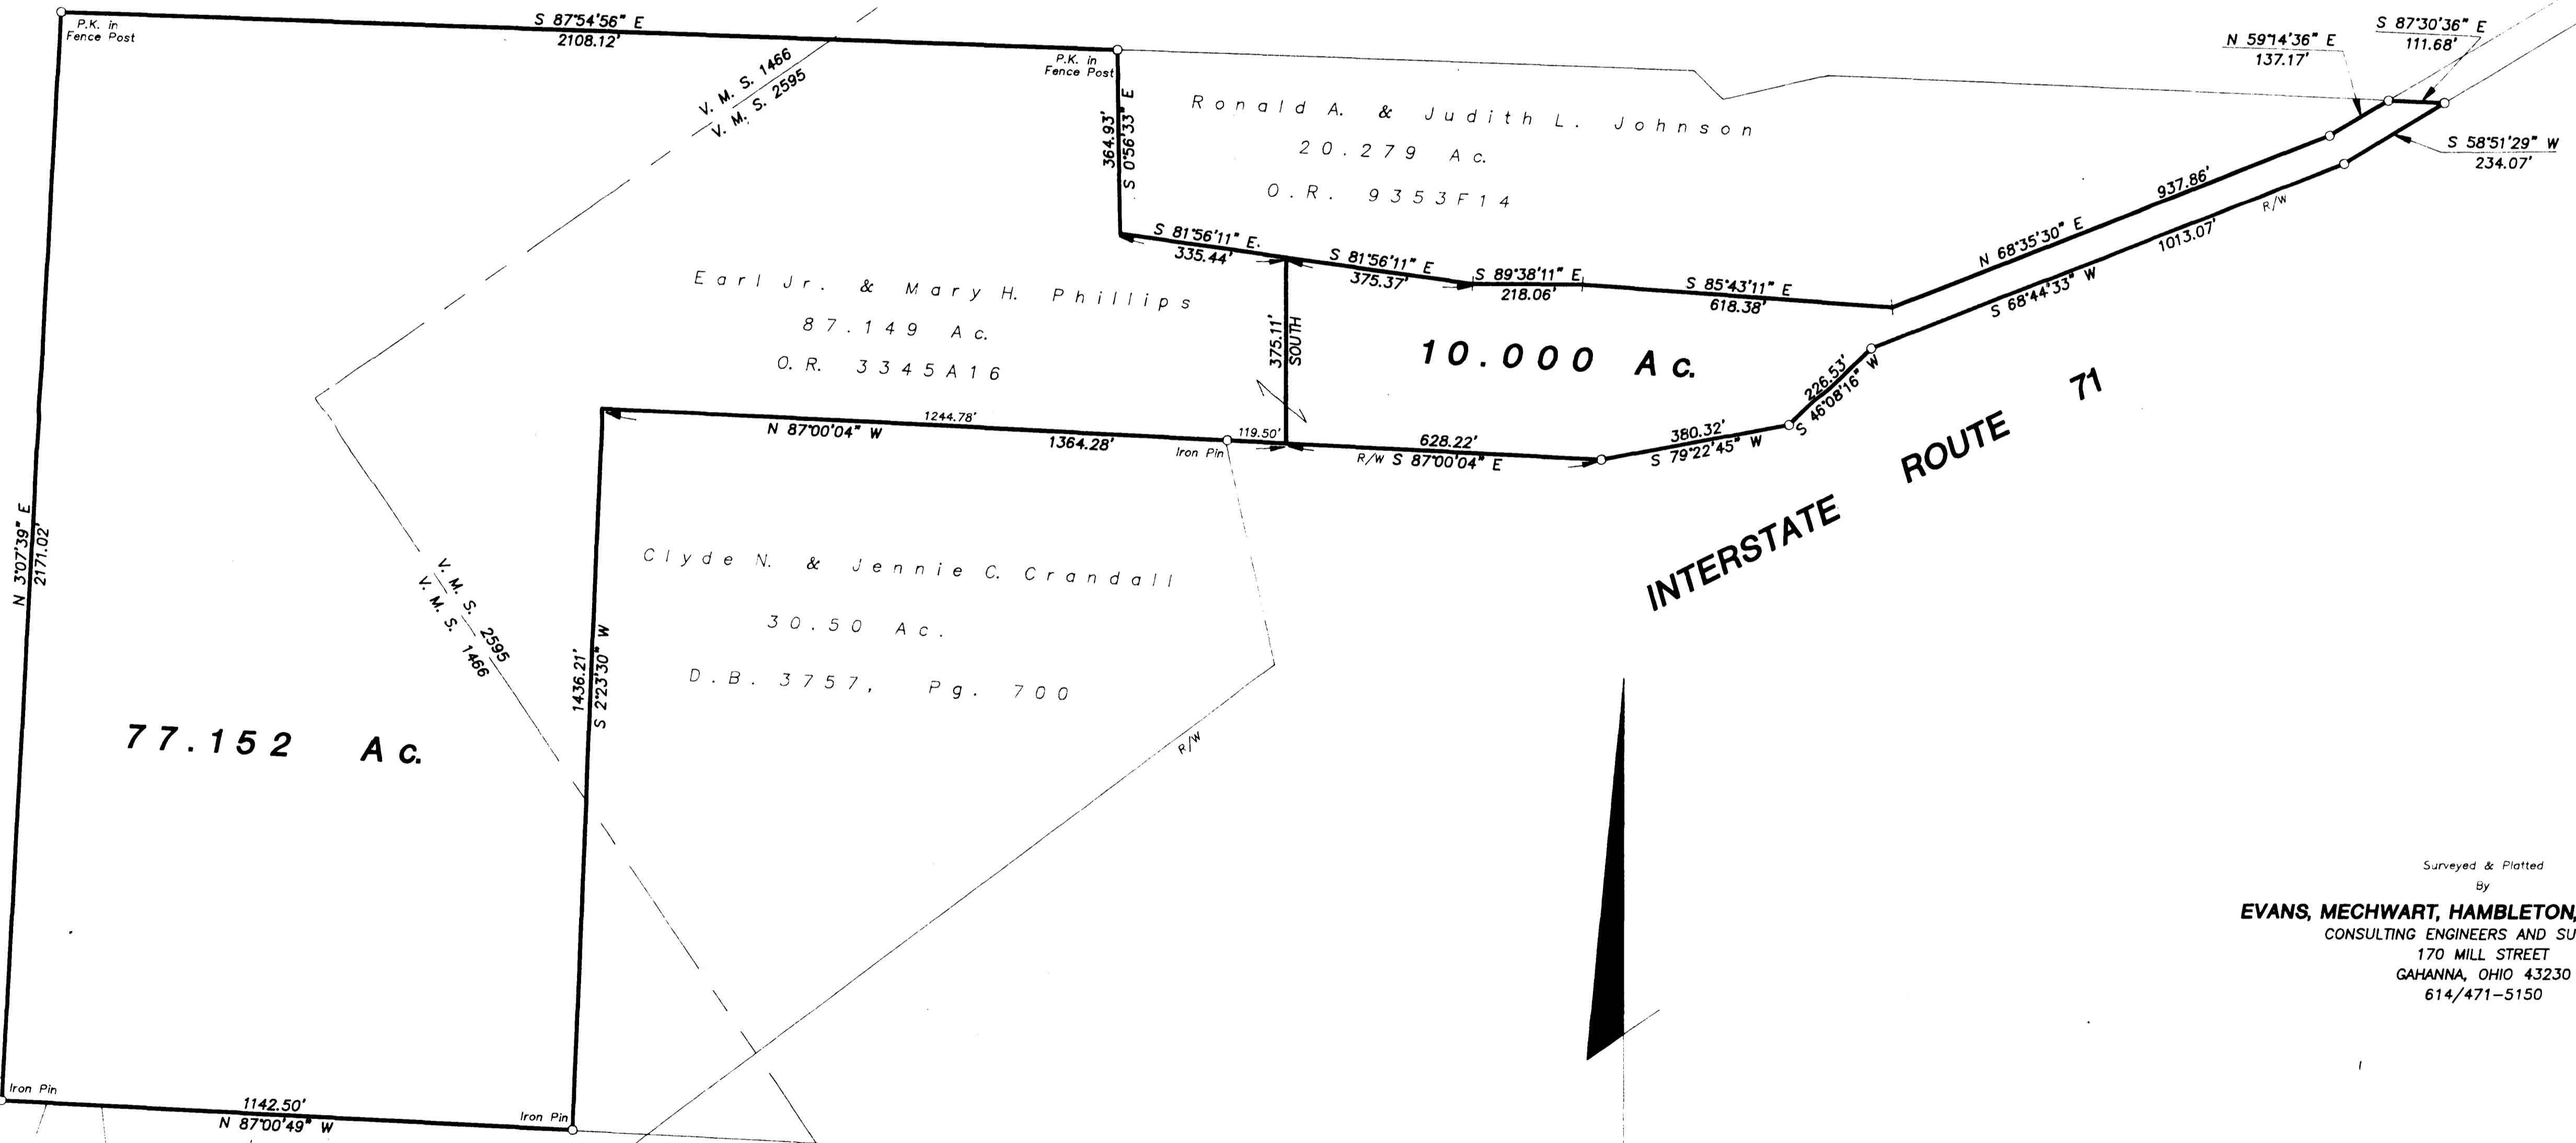 P.K. in
Fence Post
S 87°54'56" E
2108.12'
V. M. S. 1466
V. M. S. 2595
P.K. in
Fence Post
364.93'
S 0°56'33" E
Ronald A. & Judith L. Johnson
20.279 Ac.
O.R. 9353F14
N 59°14'36" E
137.17'
S 87°30'36" E
111.68'
S 58°51'29" W
234.07'
937.86'
N 68°35'30" E
R/W
1013.07'
S 68°44'33" W
S 81°56'11" E.
335.44'
S 81°56'11" E
375.37'
S 89°38'11" E
218.06'
S 85°43'11" E
618.38'
Earl Jr. & Mary H. Phillips
87.149 Ac.
O.R. 3345A16
375.11'
SOUTH
10.000 Ac.
226.53'
S 46°08'16" W
380.32'
S 79°22'45" W
628.22'
R/W S 87°00'04" E
119.50'
1244.78'
N 87°00'04" W
1364.28'
Iron Pin
INTERSTATE ROUTE 71
N 3°07'39" E
2171.02'
V. M. S. 2595
V. M. S. 1466
Clyde N. & Jennie C. Crandall
30.50 Ac.
D.B. 3757, Pg. 700
1436.21'
S 2°23'30" W
R/W
77.152 Ac.
Iron Pin
1142.50'
N 87°00'49" W
Iron Pin
Surveyed & Platted
By
EVANS, MECHWART, HAMBLETON,
CONSULTING ENGINEERS AND SU
170 MILL STREET
GAHANNA, OHIO 43230
614/471-5150